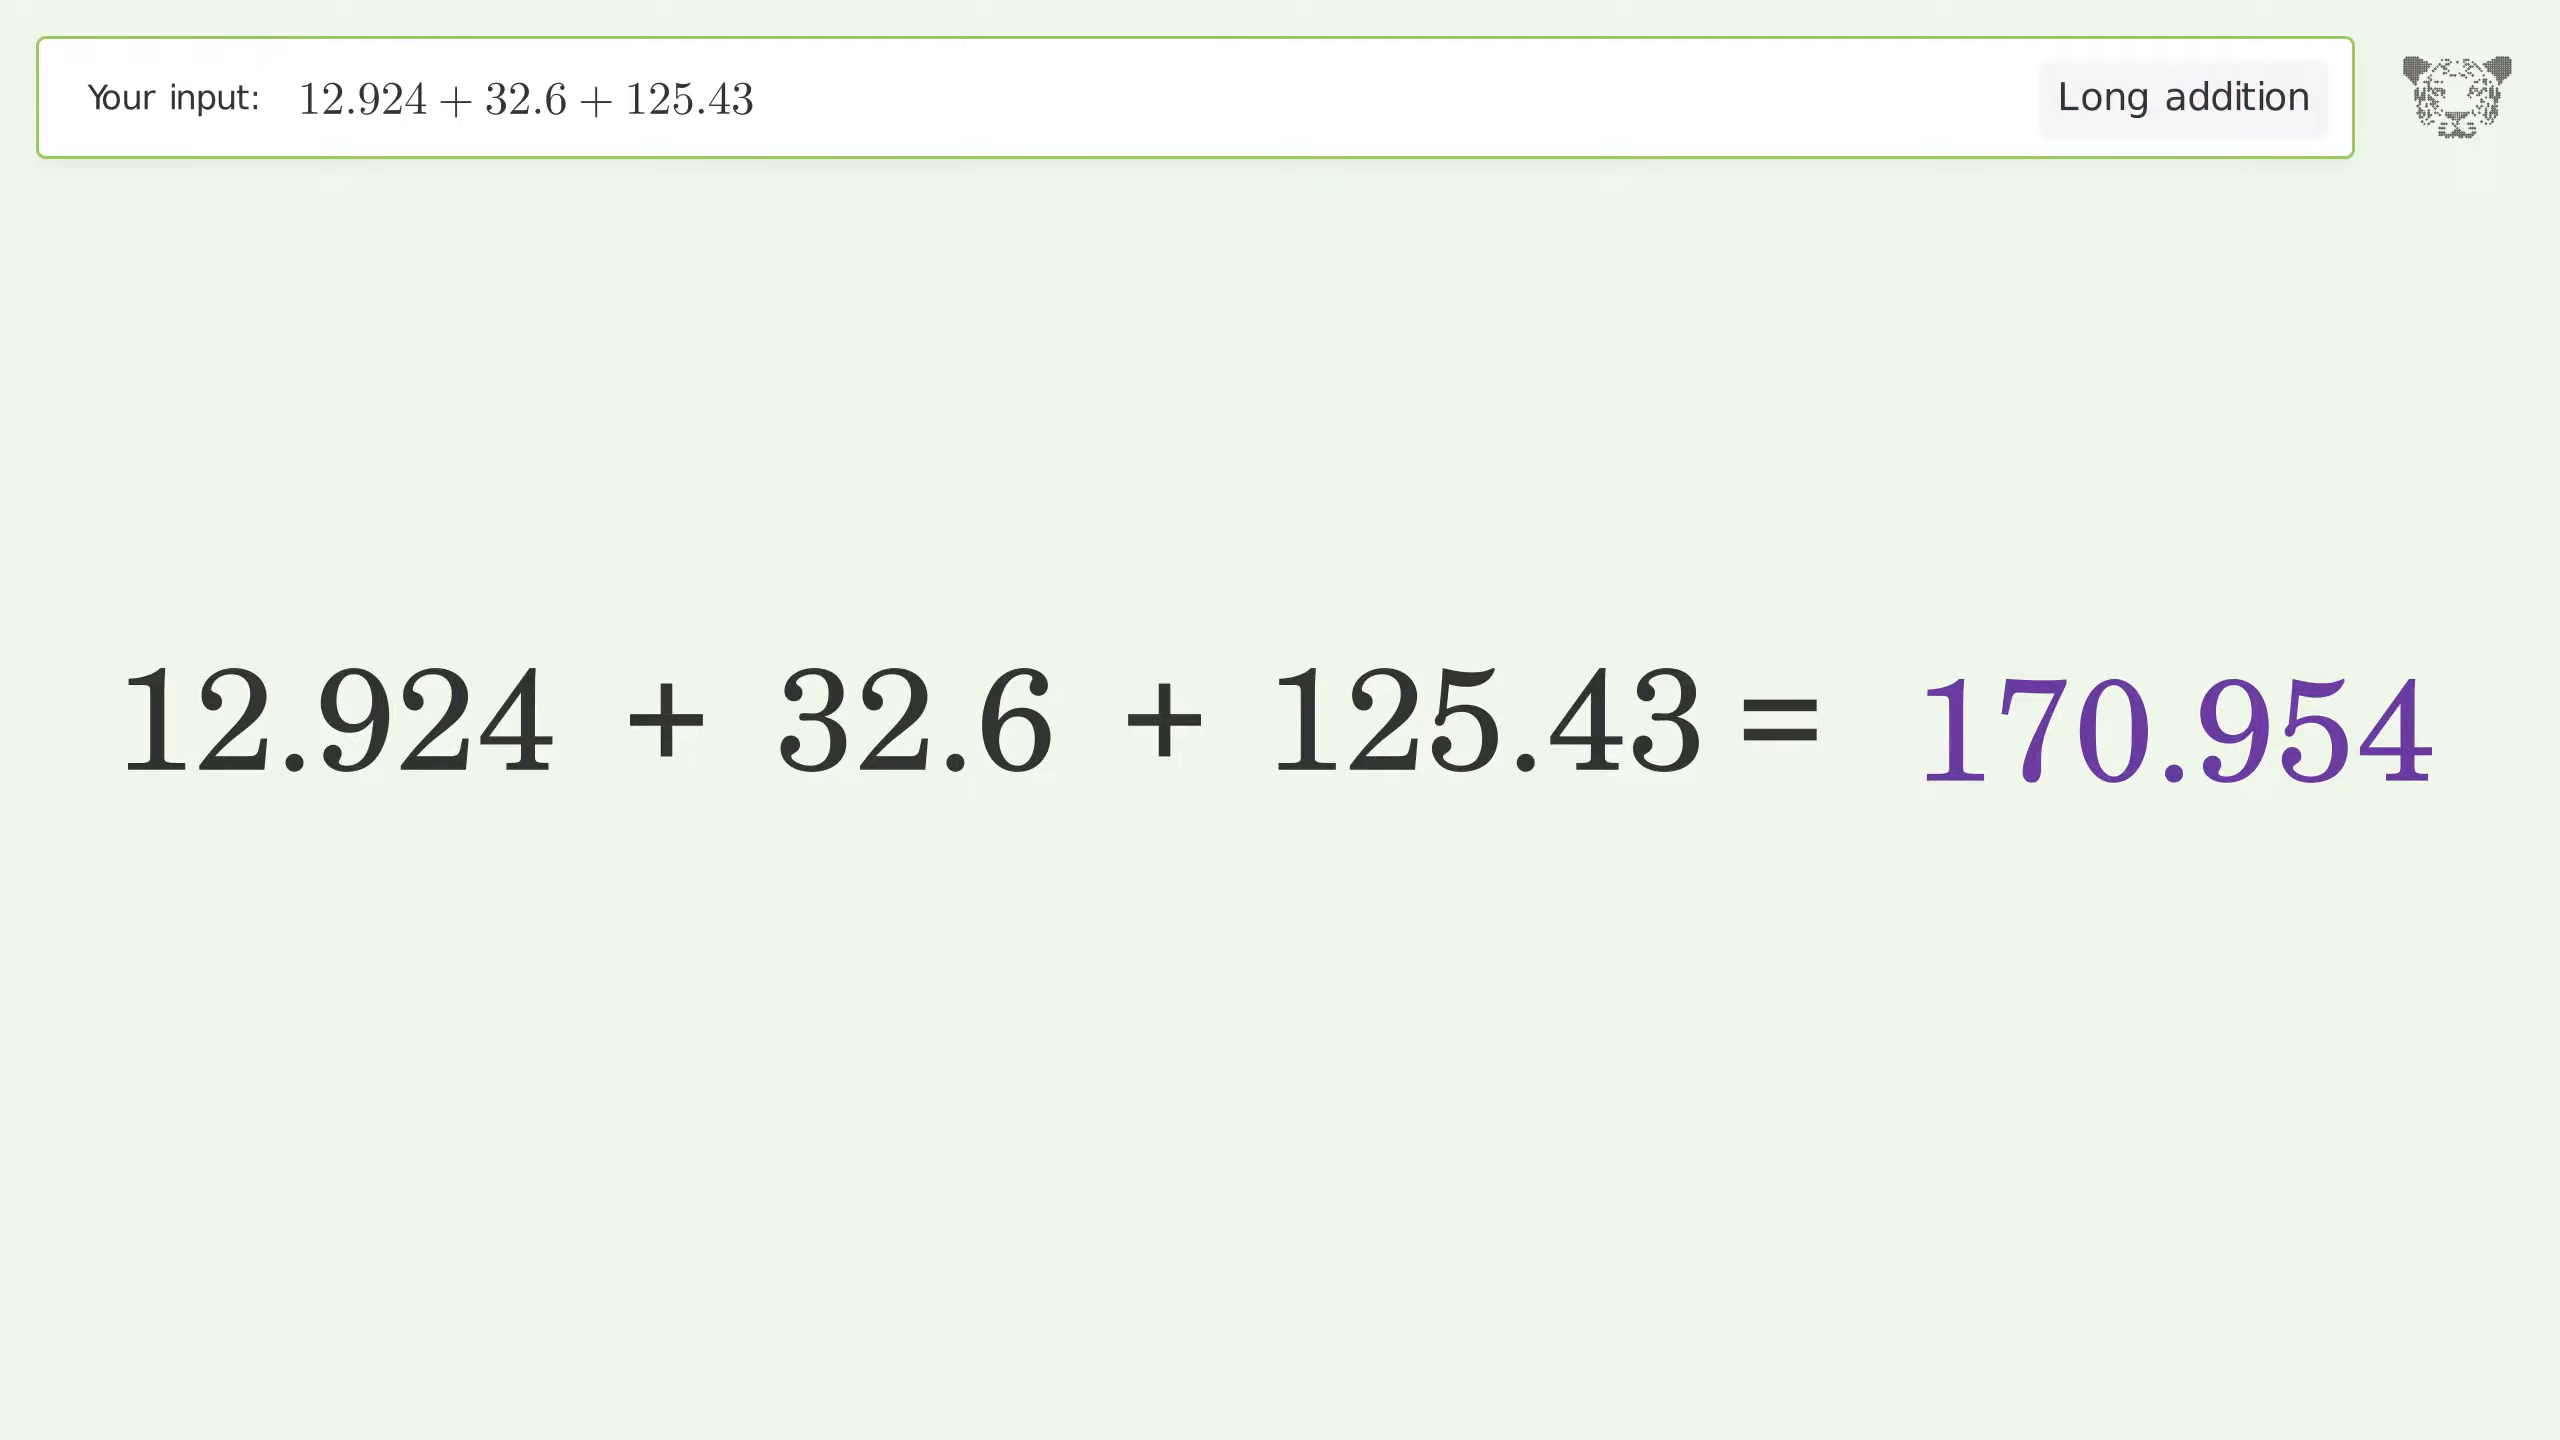 Your input: 12.924 + 32.6 + 125.43
Long addition
12.924 + 32.6 + 125.43 = 170.954